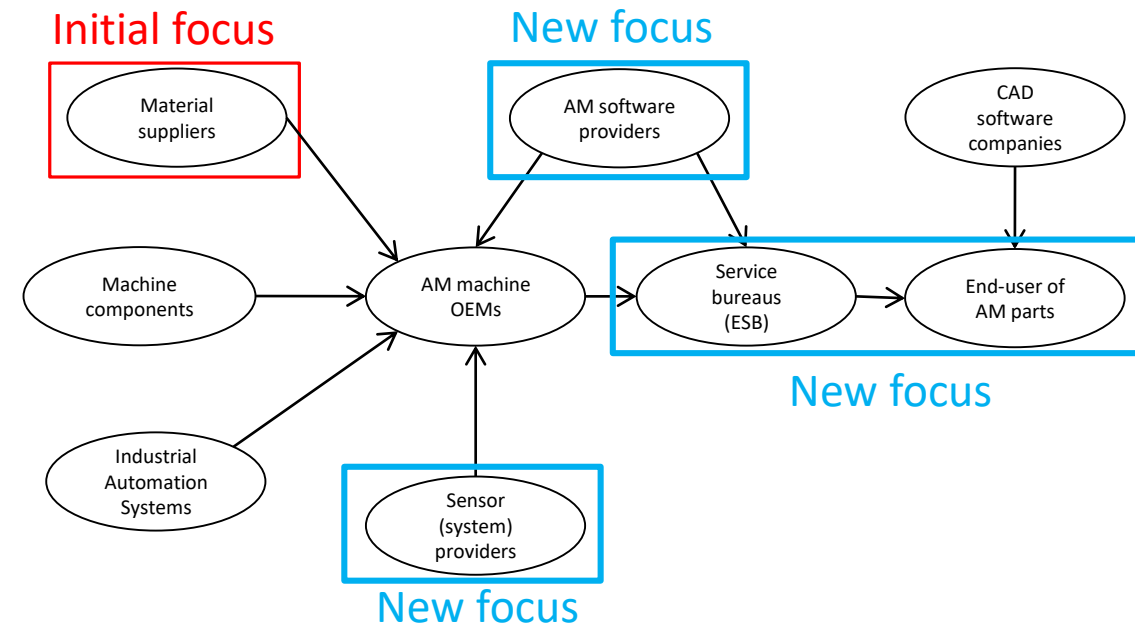 Initial focus
New focus
Material
suppliers
AM software
providers
CAD
software
companies
Machine
components
AM machine
OEMs
Service
bureaus
(ESB)
End-user of
AM parts
New focus
Industrial
Automation
Systems
Sensor
(system)
providers
New focus